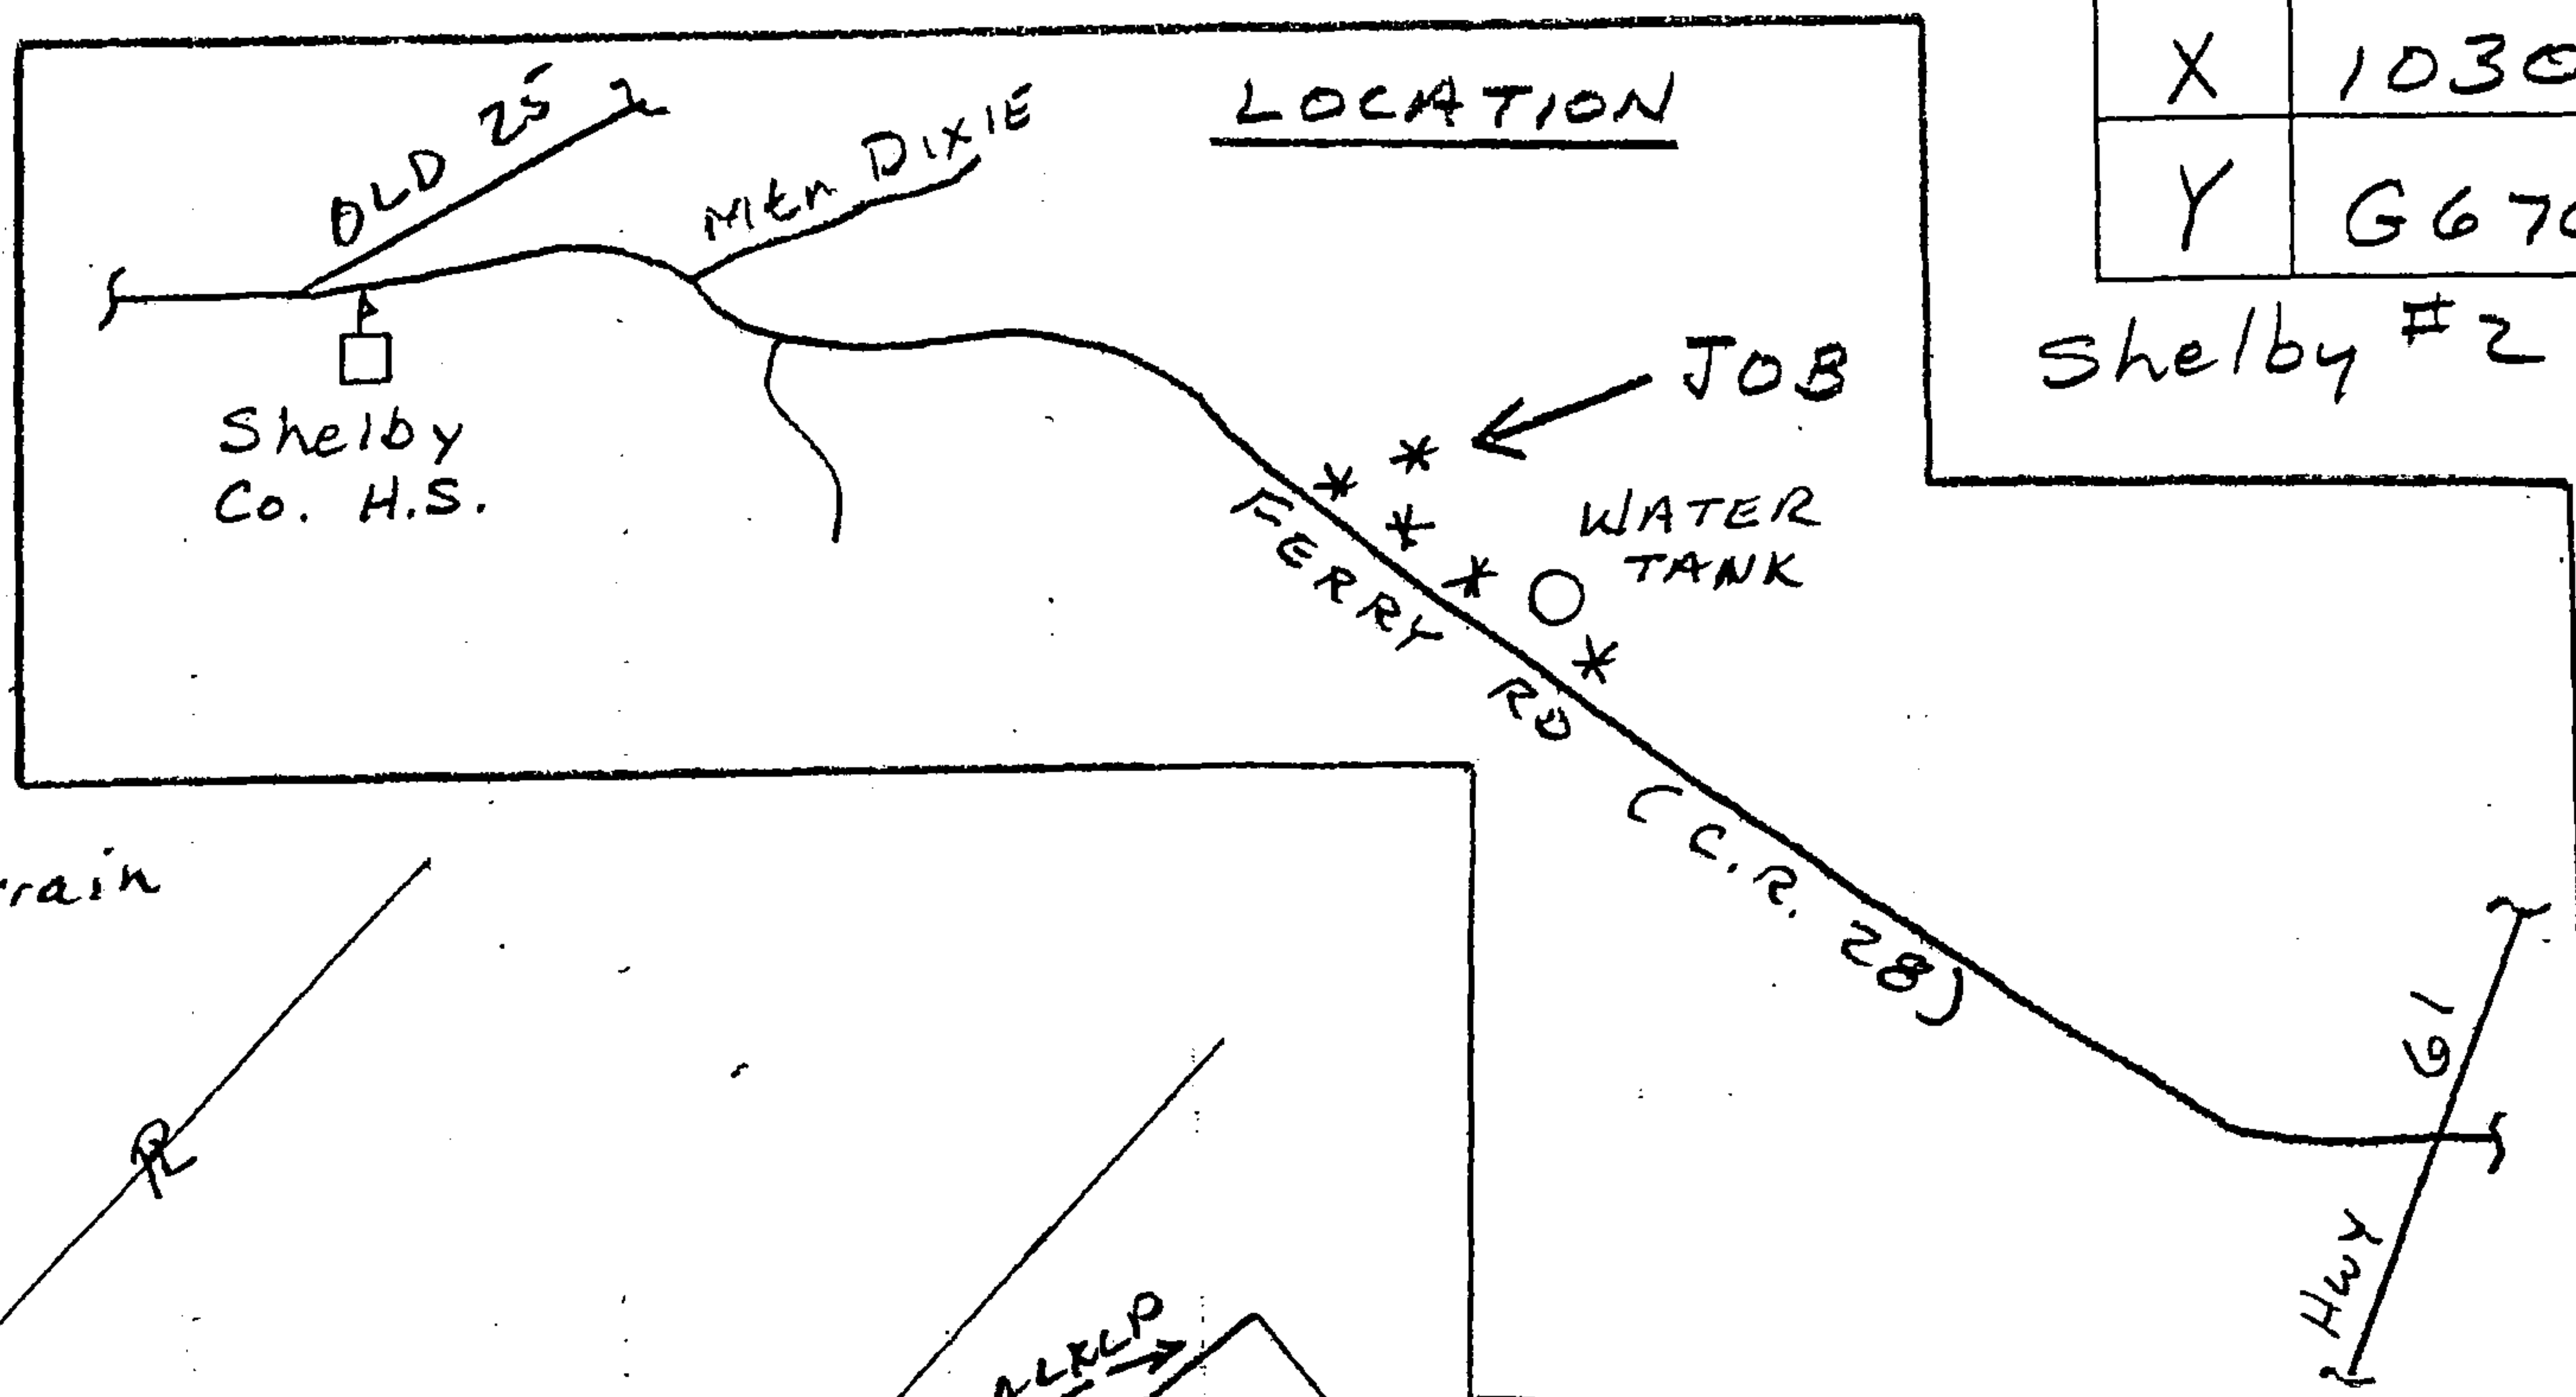 LOCATION
X 1030
Y G670
Shelby #2
OLD 25
Mtn DIXIE
JOB
Shelby
Co. H.S.
WATER
TANK
FERRY RD (C.R. 28)
HWY 61